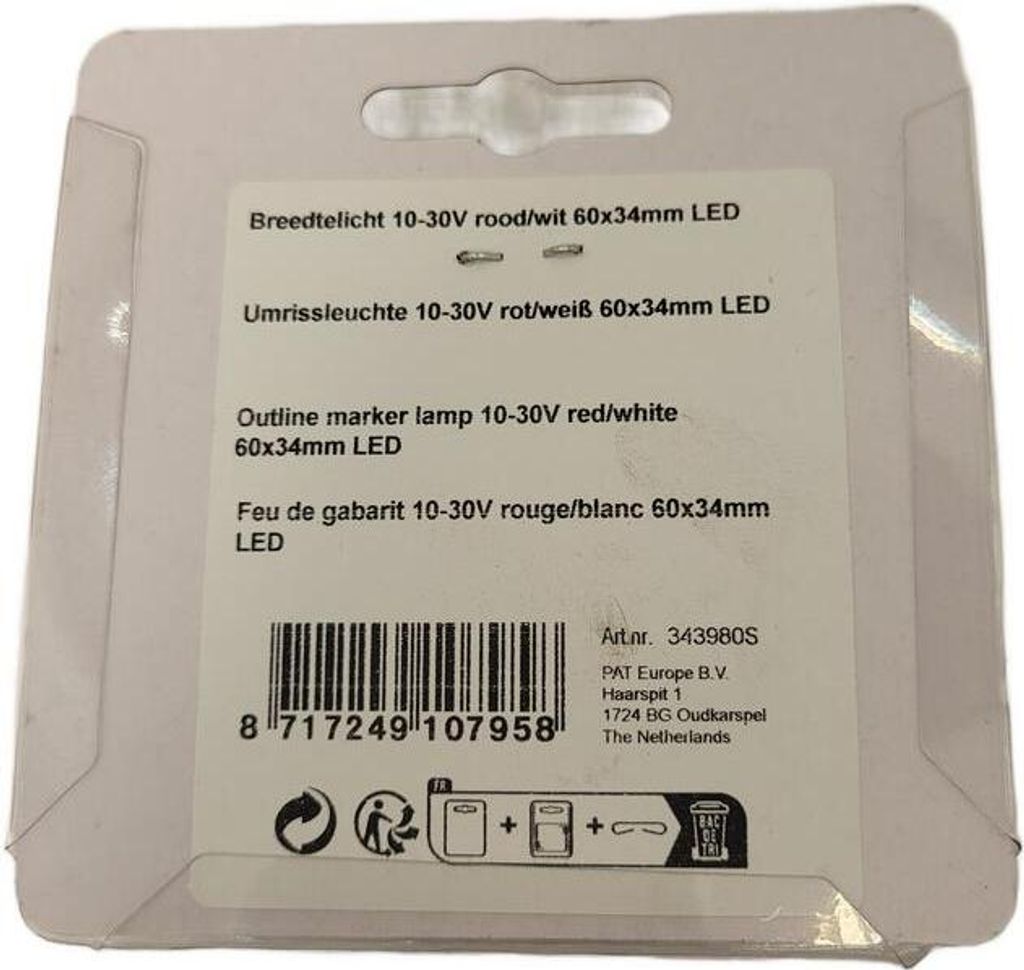 Breedtelicht 10-30V rood/wit 60x34mm LED
Umrissleuchte 10-30V rot/weiß 60x34mm LED
Outline marker lamp 10-30V red/white
60x34mm LED
Feu de gabarit 10-30V rouge/blanc 60x34mm
LED
Art.nr. 343980S
PAT Europe B.V.
Haarspit 1
1724 BG Oudkarspel
The Netherlands
8 717249 107958
FR
+ +
BAC
DE
TRI